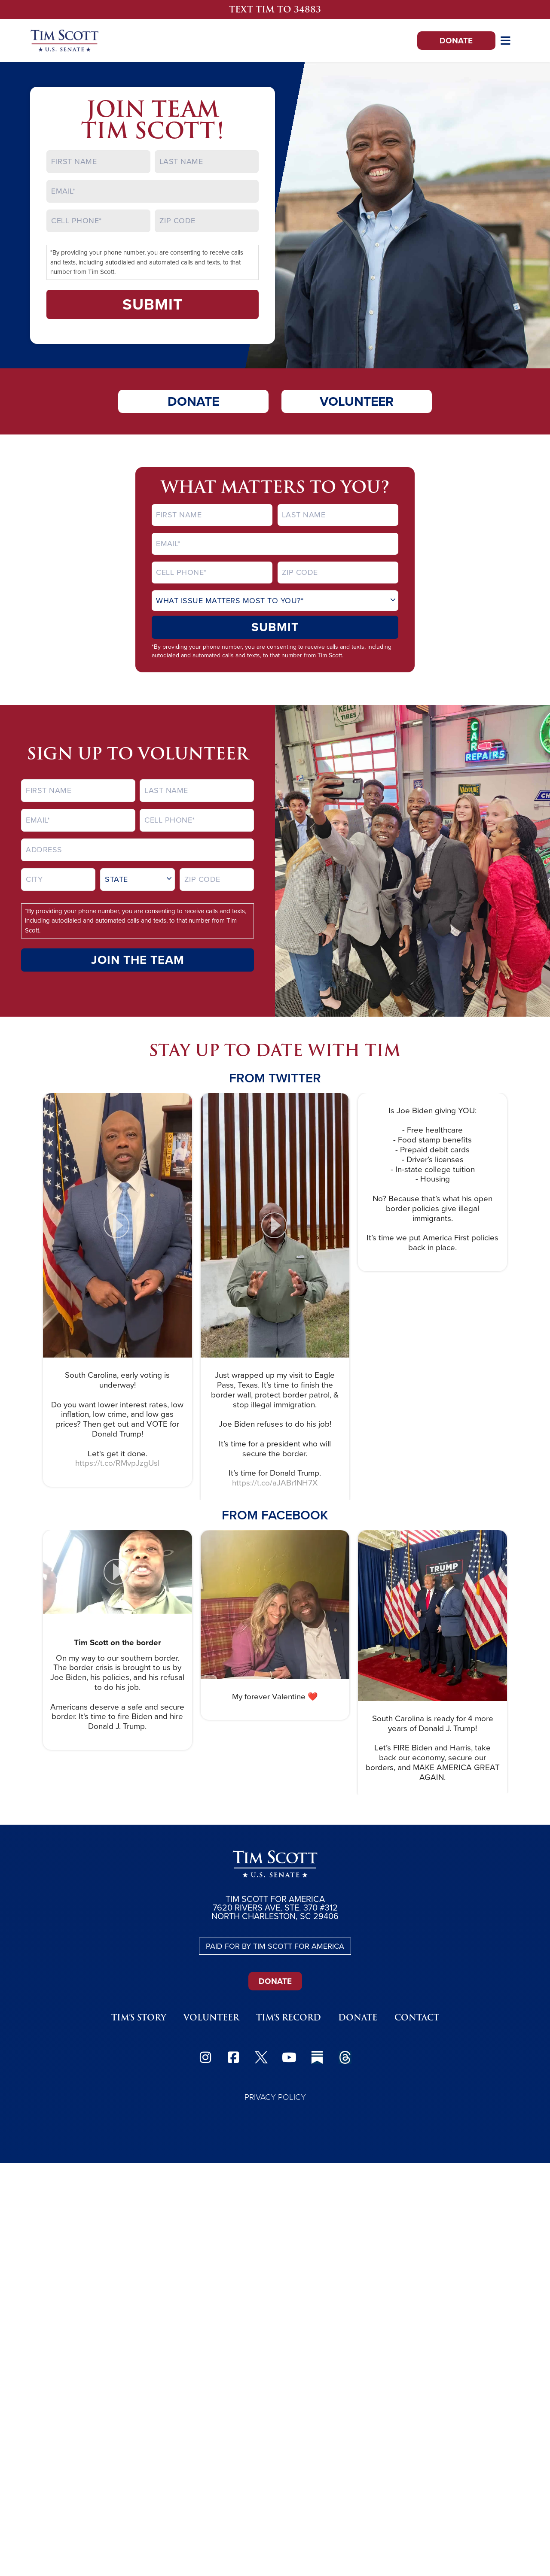 TEXT TIM TO 34883
TIM SCOTT
★ U.S. SENATE ★
DONATE
JOIN TEAM
TIM SCOTT!
FIRST NAME
LAST NAME
EMAIL*
CELL PHONE*
ZIP CODE
*By providing your phone number, you are consenting to receive calls
and texts, including autodialed and automated calls and texts, to that
number from Tim Scott.
SUBMIT
DONATE
VOLUNTEER
WHAT MATTERS TO YOU?
FIRST NAME
LAST NAME
EMAIL*
CELL PHONE*
ZIP CODE
WHAT ISSUE MATTERS MOST TO YOU?*
SUBMIT
*By providing your phone number, you are consenting to receive calls and texts, including
autodialed and automated calls and texts, to that number from Tim Scott.
SIGN UP TO VOLUNTEER
FIRST NAME
LAST NAME
EMAIL*
CELL PHONE*
ADDRESS
CITY
STATE
ZIP CODE
*By providing your phone number, you are consenting to receive calls and texts,
including autodialed and automated calls and texts, to that number from Tim
Scott.
JOIN THE TEAM
KELLY
TIRES
CAR
REPAIRS
VALVOLINE
STAY UP TO DATE WITH TIM
FROM TWITTER
South Carolina, early voting is
underway!
Do you want lower interest rates, low
inflation, low crime, and low gas
prices? Then get out and VOTE for
Donald Trump!
Let's get it done.
https://t.co/RMvpJzgUsl
Just wrapped up my visit to Eagle
Pass, Texas. It's time to finish the
border wall, protect border patrol, &
stop illegal immigration.
Joe Biden refuses to do his job!
It's time for a president who will
secure the border.
It's time for Donald Trump.
https://t.co/aJABr1NH7X
Is Joe Biden giving YOU:
- Free healthcare
- Food stamp benefits
- Prepaid debit cards
- Driver's licenses
- In-state college tuition
- Housing
No? Because that's what his open
border policies give illegal
immigrants.
It's time we put America First policies
back in place.
FROM FACEBOOK
Tim Scott on the border
On my way to our southern border.
The border crisis is brought to us by
Joe Biden, his policies, and his refusal
to do his job.
Americans deserve a safe and secure
border. It's time to fire Biden and hire
Donald J. Trump.
My forever Valentine ❤️
TRUMP
South Carolina is ready for 4 more
years of Donald J. Trump!
Let's FIRE Biden and Harris, take
back our economy, secure our
borders, and MAKE AMERICA GREAT
AGAIN.
TIM SCOTT
★ U.S. SENATE ★
TIM SCOTT FOR AMERICA
7620 RIVERS AVE, STE. 370 #312
NORTH CHARLESTON, SC 29406
PAID FOR BY TIM SCOTT FOR AMERICA
DONATE
TIM'S STORY
VOLUNTEER
TIM'S RECORD
DONATE
CONTACT
PRIVACY POLICY